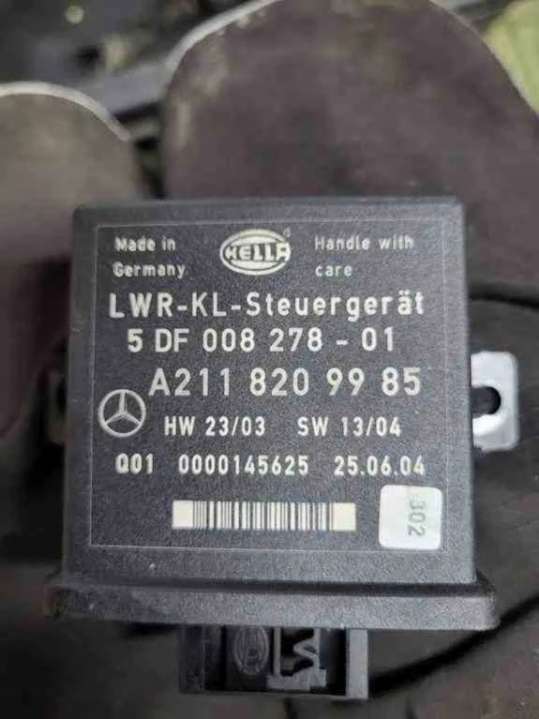 Made in Germany
HELLA
Handle with care
LWR-KL-Steuergerät
5 DF 008 278 - 01
A211 820 99 85
HW 23/03 SW 13/04
Q01 0000145625 25.06.04
302